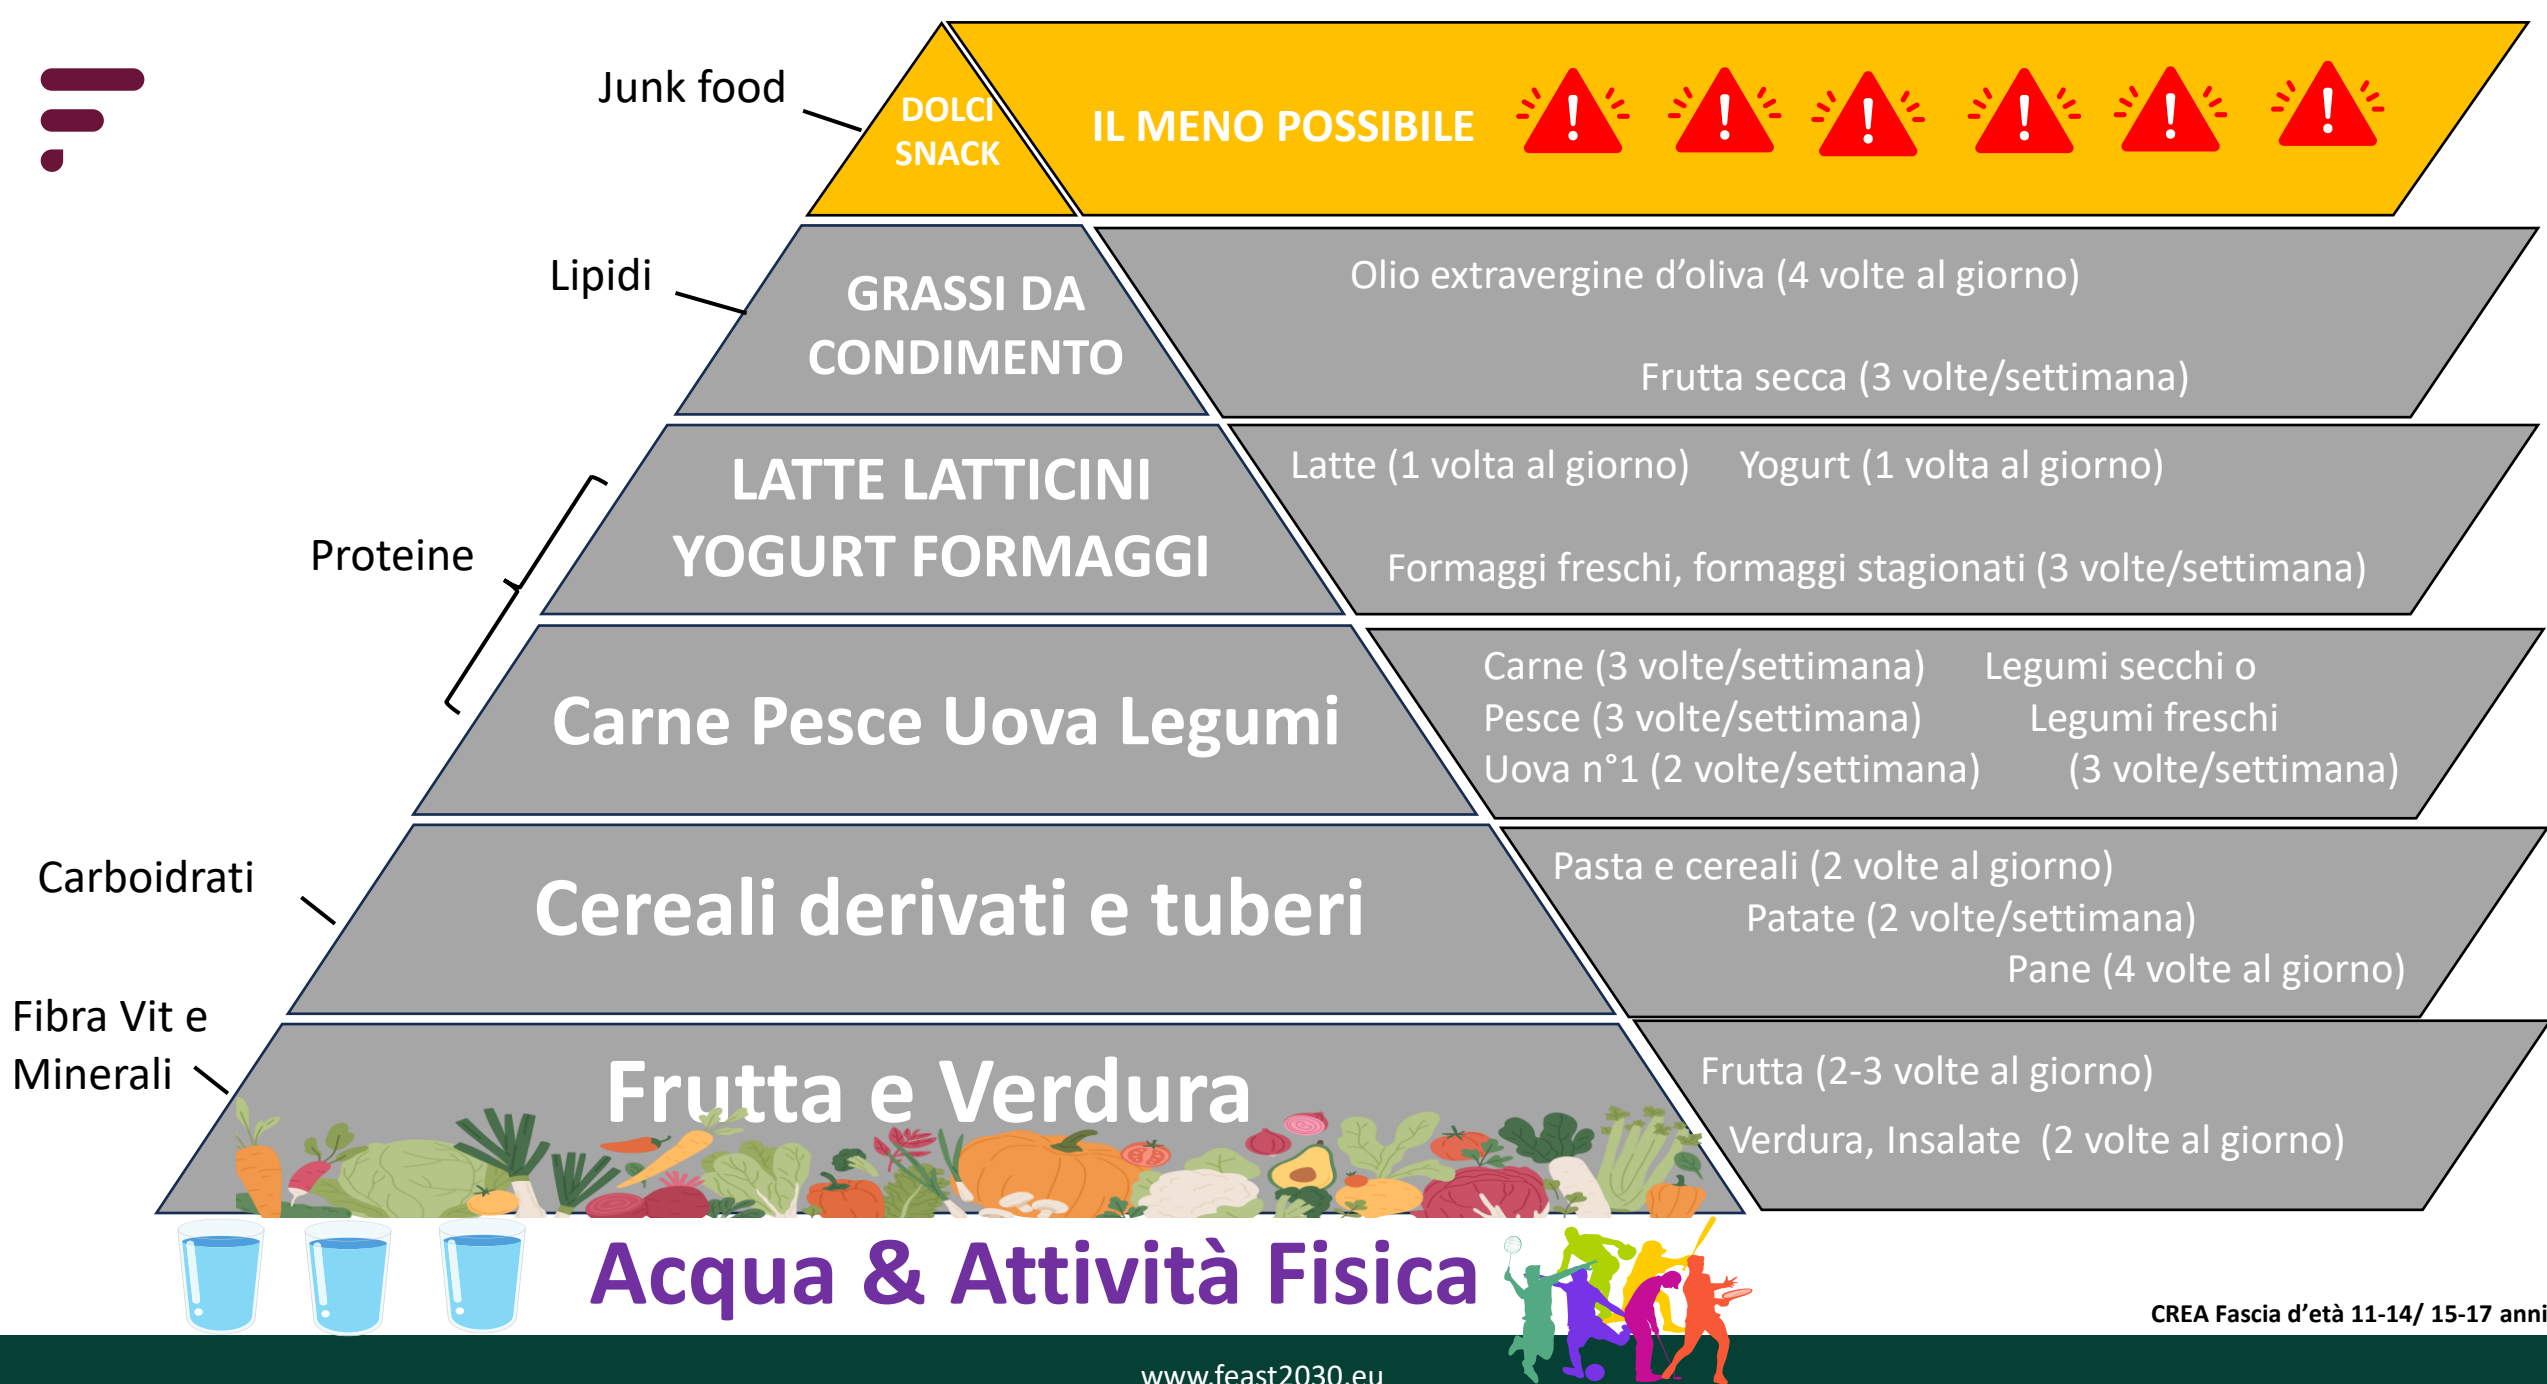 Junk food
DOLCI
SNACK
IL MENO POSSIBILE
Lipidi
GRASSI DA
CONDIMENTO
Olio extravergine d’oliva (4 volte al giorno)
Frutta secca (3 volte/settimana)
Proteine
LATTE LATTICINI
YOGURT FORMAGGI
Latte (1 volta al giorno) Yogurt (1 volta al giorno)
Formaggi freschi, formaggi stagionati (3 volte/settimana)
Carne Pesce Uova Legumi
Carne (3 volte/settimana) Legumi secchi o
Pesce (3 volte/settimana) Legumi freschi
Uova n°1 (2 volte/settimana) (3 volte/settimana)
Carboidrati
Cereali derivati e tuberi
Pasta e cereali (2 volte al giorno)
Patate (2 volte/settimana)
Pane (4 volte al giorno)
Fibra Vit e
Minerali
Frutta e Verdura
Frutta (2-3 volte al giorno)
Verdura, Insalate (2 volte al giorno)
Acqua & Attività Fisica
CREA Fascia d’età 11-14/ 15-17 anni
www.feast2030.eu